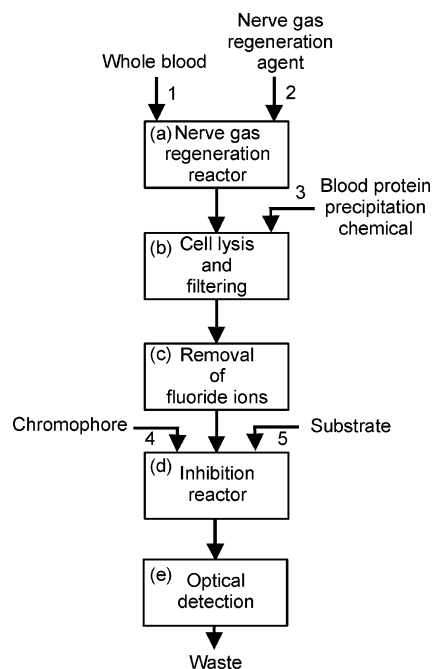 Nerve gas
regeneration
agent
Whole blood
1
2
(a) Nerve gas
regeneration
reactor
3
Blood protein
precipitation
chemical
(b) Cell lysis
and
filtering
(c) Removal
of
fluoride ions
Chromophore
4
5
Substrate
(d) Inhibition
reactor
(e) Optical
detection
Waste